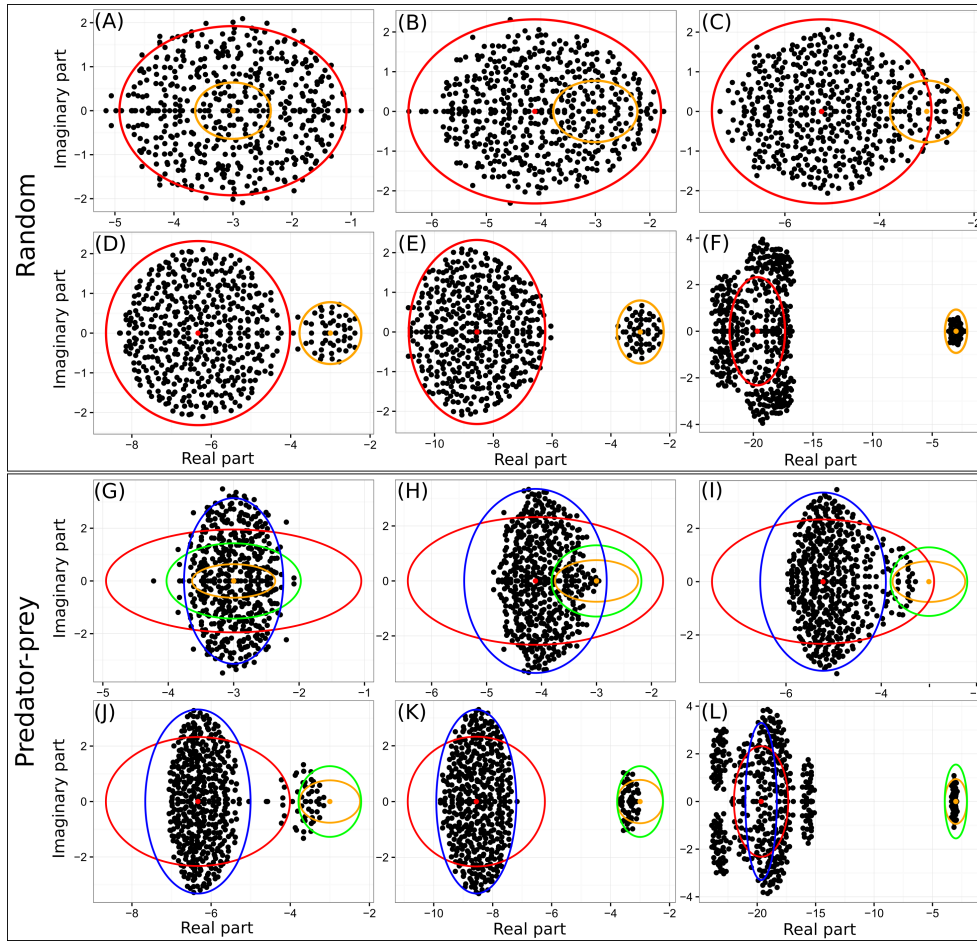 Random
(A) (B) (C)
Imaginary part
2 1 0 −1 −2
−5 −4 −3 −2 −1
2 1 0 −1 −2
−6 −5 −4 −3 −2
2 1 0 −1 −2
−6 −4 −2
(D) (E) (F)
Imaginary part
2 1 0 −1 −2
−8 −6 −4 −2
2 0 −2
−10 −8 −6 −4 −2
4 2 0 −2 −4
−20 −15 −10 −5
Real part Real part Real part
Predator-prey
(G) (H) (I)
Imaginary part
2 0 −2
−5 −4 −3 −2 −1
2 0 −2
−6 −5 −4 −3 −2
2 0 −2
−6 −4 −2
(J) (K) (L)
Imaginary part
2 0 −2
−8 −6 −4 −2
2 0 −2
−10 −8 −6 −4 −2
4 2 0 −2 −4
−20 −15 −10 −5
Real part Real part Real part